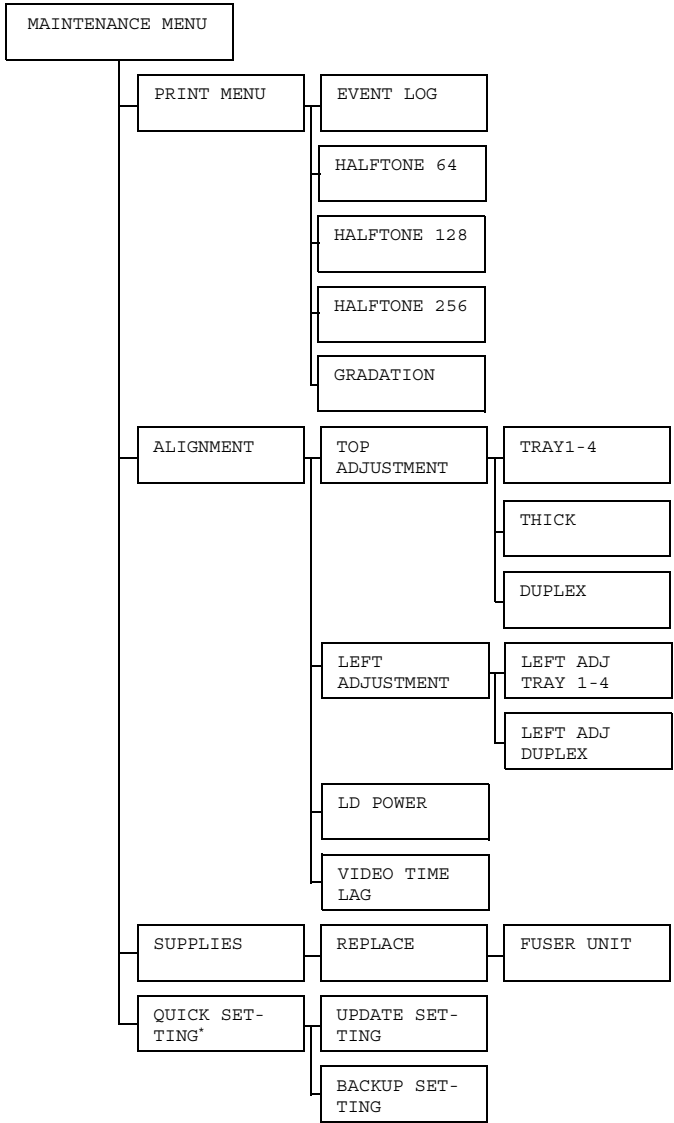 MAINTENANCE MENU
PRINT MENU
EVENT LOG
HALFTONE 64
HALFTONE 128
HALFTONE 256
GRADATION
ALIGNMENT
TOP
ADJUSTMENT
TRAY1-4
THICK
DUPLEX
LEFT
ADJUSTMENT
LEFT ADJ
TRAY 1-4
LEFT ADJ
DUPLEX
LD POWER
VIDEO TIME
LAG
SUPPLIES
REPLACE
FUSER UNIT
QUICK SET-
TING*
UPDATE SET-
TING
BACKUP SET-
TING